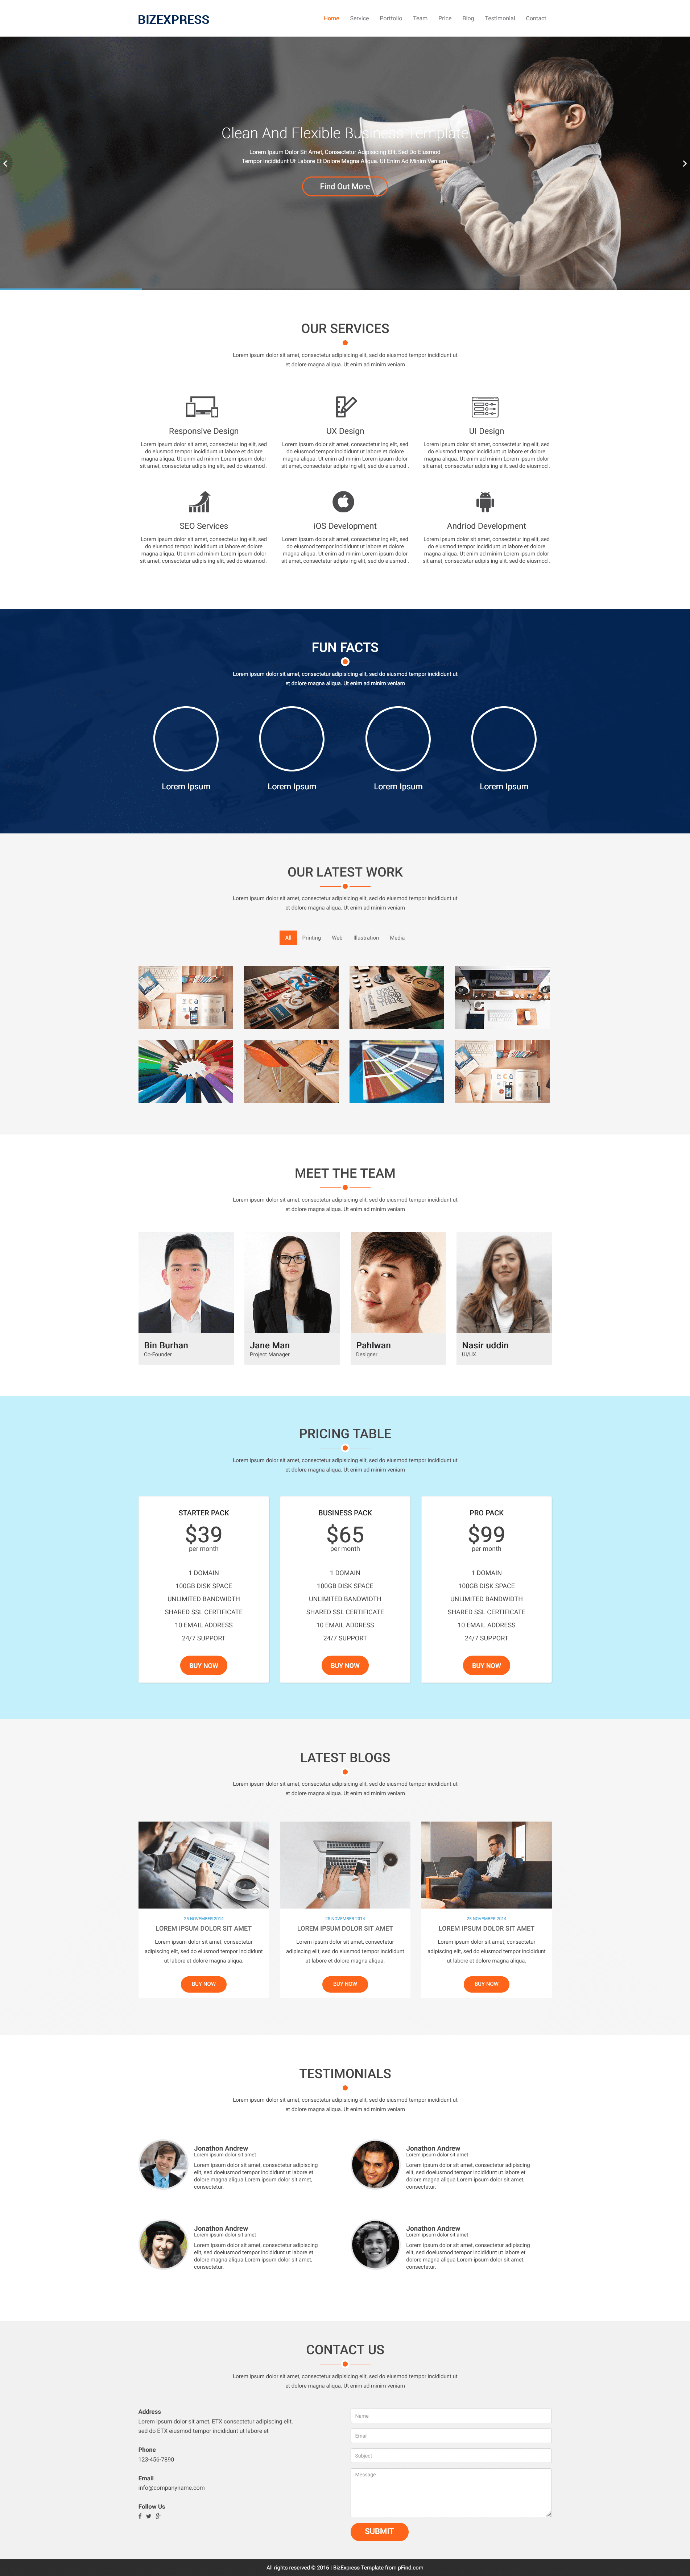 BIZEXPRESS
Home Service Portfolio Team Price Blog Testimonial Contact
Clean And Flexible Business Template
Lorem Ipsum Dolor Sit Amet, Consectetur Adipisicing Elit, Sed Do Eiusmod
Tempor Incididunt Ut Labore Et Dolore Magna Aliqua. Ut Enim Ad Minim Veniam
Find Out More
OUR SERVICES
Lorem ipsum dolor sit amet, consectetur adipisicing elit, sed do eiusmod tempor incididunt ut
et dolore magna aliqua. Ut enim ad minim veniam
Responsive Design
Lorem ipsum dolor sit amet, consectetur ing elit, sed
do eiusmod tempor incididunt ut labore et dolore
magna aliqua. Ut enim ad minim Lorem ipsum dolor
sit amet, consectetur adipis ing elit, sed do eiusmod .
UX Design
Lorem ipsum dolor sit amet, consectetur ing elit, sed
do eiusmod tempor incididunt ut labore et dolore
magna aliqua. Ut enim ad minim Lorem ipsum dolor
sit amet, consectetur adipis ing elit, sed do eiusmod .
UI Design
Lorem ipsum dolor sit amet, consectetur ing elit, sed
do eiusmod tempor incididunt ut labore et dolore
magna aliqua. Ut enim ad minim Lorem ipsum dolor
sit amet, consectetur adipis ing elit, sed do eiusmod .
SEO Services
Lorem ipsum dolor sit amet, consectetur ing elit, sed
do eiusmod tempor incididunt ut labore et dolore
magna aliqua. Ut enim ad minim Lorem ipsum dolor
sit amet, consectetur adipis ing elit, sed do eiusmod .
iOS Development
Lorem ipsum dolor sit amet, consectetur ing elit, sed
do eiusmod tempor incididunt ut labore et dolore
magna aliqua. Ut enim ad minim Lorem ipsum dolor
sit amet, consectetur adipis ing elit, sed do eiusmod .
Andriod Development
Lorem ipsum dolor sit amet, consectetur ing elit, sed
do eiusmod tempor incididunt ut labore et dolore
magna aliqua. Ut enim ad minim Lorem ipsum dolor
sit amet, consectetur adipis ing elit, sed do eiusmod .
FUN FACTS
Lorem ipsum dolor sit amet, consectetur adipisicing elit, sed do eiusmod tempor incididunt ut
et dolore magna aliqua. Ut enim ad minim veniam
Lorem Ipsum
Lorem Ipsum
Lorem Ipsum
Lorem Ipsum
OUR LATEST WORK
Lorem ipsum dolor sit amet, consectetur adipisicing elit, sed do eiusmod tempor incididunt ut
et dolore magna aliqua. Ut enim ad minim veniam
All Printing Web Illustration Media
MEET THE TEAM
Lorem ipsum dolor sit amet, consectetur adipisicing elit, sed do eiusmod tempor incididunt ut
et dolore magna aliqua. Ut enim ad minim veniam
Bin Burhan
Co-Founder
Jane Man
Project Manager
Pahlwan
Designer
Nasir uddin
UI/UX
PRICING TABLE
Lorem ipsum dolor sit amet, consectetur adipisicing elit, sed do eiusmod tempor incididunt ut
et dolore magna aliqua. Ut enim ad minim veniam
STARTER PACK
$39
per month
1 DOMAIN
100GB DISK SPACE
UNLIMITED BANDWIDTH
SHARED SSL CERTIFICATE
10 EMAIL ADDRESS
24/7 SUPPORT
BUY NOW
BUSINESS PACK
$65
per month
1 DOMAIN
100GB DISK SPACE
UNLIMITED BANDWIDTH
SHARED SSL CERTIFICATE
10 EMAIL ADDRESS
24/7 SUPPORT
BUY NOW
PRO PACK
$99
per month
1 DOMAIN
100GB DISK SPACE
UNLIMITED BANDWIDTH
SHARED SSL CERTIFICATE
10 EMAIL ADDRESS
24/7 SUPPORT
BUY NOW
LATEST BLOGS
Lorem ipsum dolor sit amet, consectetur adipisicing elit, sed do eiusmod tempor incididunt ut
et dolore magna aliqua. Ut enim ad minim veniam
25 NOVEMBER 2014
LOREM IPSUM DOLOR SIT AMET
Lorem ipsum dolor sit amet, consectetur
adipisicing elit, sed do eiusmod tempor incididunt
ut labore et dolore magna aliqua.
BUY NOW
25 NOVEMBER 2014
LOREM IPSUM DOLOR SIT AMET
Lorem ipsum dolor sit amet, consectetur
adipisicing elit, sed do eiusmod tempor incididunt
ut labore et dolore magna aliqua.
BUY NOW
25 NOVEMBER 2014
LOREM IPSUM DOLOR SIT AMET
Lorem ipsum dolor sit amet, consectetur
adipisicing elit, sed do eiusmod tempor incididunt
ut labore et dolore magna aliqua.
BUY NOW
TESTIMONIALS
Lorem ipsum dolor sit amet, consectetur adipisicing elit, sed do eiusmod tempor incididunt ut
et dolore magna aliqua. Ut enim ad minim veniam
Jonathon Andrew
Lorem ipsum dolor sit amet
Lorem ipsum dolor sit amet, consectetur adipiscing
elit, sed doeiusmod tempor incididunt ut labore et
dolore magna aliqua Lorem ipsum dolor sit amet,
consectetur.
Jonathon Andrew
Lorem ipsum dolor sit amet
Lorem ipsum dolor sit amet, consectetur adipiscing
elit, sed doeiusmod tempor incididunt ut labore et
dolore magna aliqua Lorem ipsum dolor sit amet,
consectetur.
Jonathon Andrew
Lorem ipsum dolor sit amet
Lorem ipsum dolor sit amet, consectetur adipiscing
elit, sed doeiusmod tempor incididunt ut labore et
dolore magna aliqua Lorem ipsum dolor sit amet,
consectetur.
Jonathon Andrew
Lorem ipsum dolor sit amet
Lorem ipsum dolor sit amet, consectetur adipiscing
elit, sed doeiusmod tempor incididunt ut labore et
dolore magna aliqua Lorem ipsum dolor sit amet,
consectetur.
CONTACT US
Lorem ipsum dolor sit amet, consectetur adipisicing elit, sed do eiusmod tempor incididunt ut
et dolore magna aliqua. Ut enim ad minim veniam
Address
Lorem ipsum dolor sit amet, ETX consectetur adipiscing elit,
sed do ETX eiusmod tempor incididunt ut labore et
Phone
123-456-7890
Email
info@companyname.com
Follow Us
Name
Email
Subject
Message
SUBMIT
All rights reserved © 2016 | BizExpress Template from pFind.com